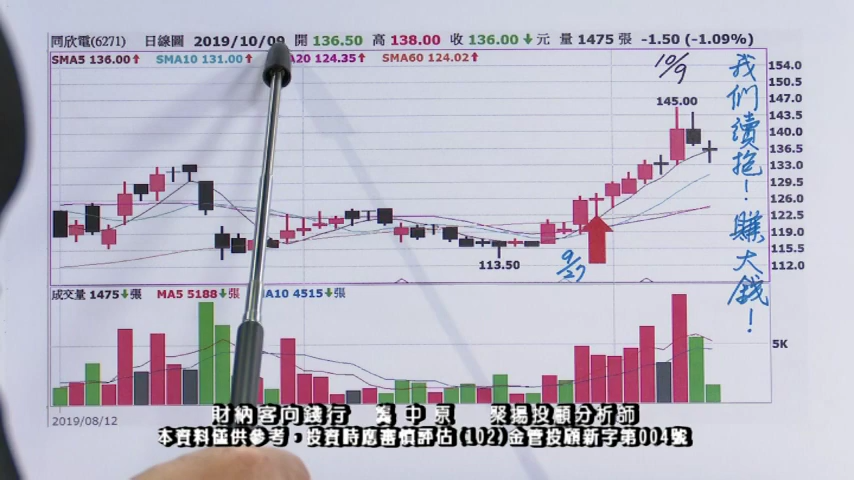 同欣電(6271) 日線圖 2019/10/09 開 136.50 高 138.00 收 136.00↓元 量 1475 張 -1.50 (-1.09%)
SMA5 136.00↑ SMA10 131.00↑ A20 124.35↑ SMA60 124.02↑
10/9
我們續抱!賺大錢!
154.0
150.5
147.0
145.00
143.5
140.0
136.5
133.0
129.5
126.0
122.5
119.0
115.5
112.0
113.50
9/27
成交量 1475↓張 MA5 5188↓張 A10 4515↓張
5K
2019/08/12
財納客向錢行 中 京 聚揚投顧分析師
本資料僅供參考,投資時應審慎評估(102)金管投顧新字第004號